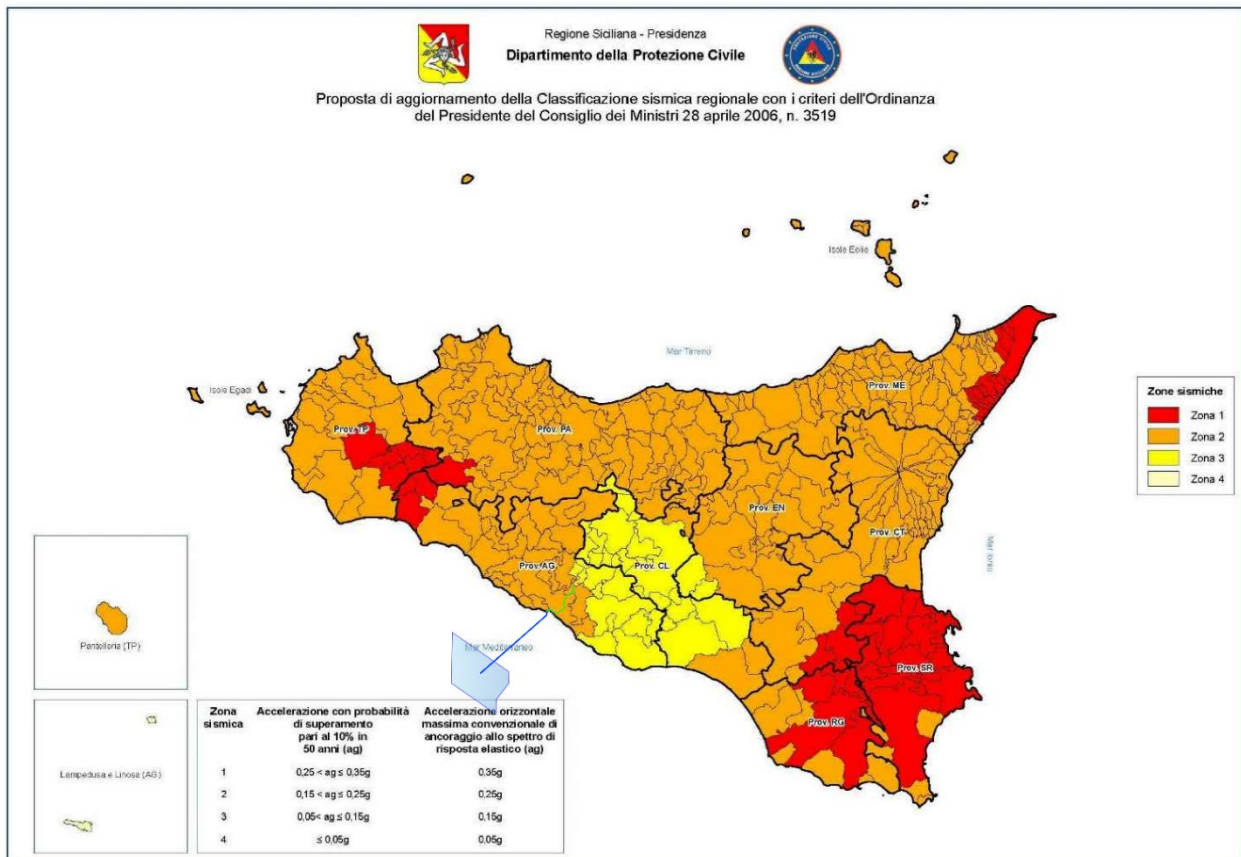 Regione Siciliana - Presidenza
Dipartimento della Protezione Civile
Proposta di aggiornamento della Classificazione sismica regionale con i criteri dell'Ordinanza
del Presidente del Consiglio dei Ministri 28 aprile 2006, n. 3519
Isole Eolie
Mar Tirreno
Isole Egadi
Prov. ME
Prov. TP
Prov. PA
Prov. EN
Prov. CT
Prov. AG
Prov. CL
Mar Ionio
Mar Mediterraneo
Prov. SR
Prov. RG
Zone sismiche
Zona 1
Zona 2
Zona 3
Zona 4
Pantelleria (TP)
Lampedusa e Linosa (AG)
Zona sismica Accelerazione con probabilità di superamento pari al 10% in 50 anni (ag) Accelerazione orizzontale massima convenzionale di ancoraggio allo spettro di risposta elastico (ag)
1 0,25 < ag ≤ 0,35g 0,35g
2 0,15 < ag ≤ 0,25g 0,25g
3 0,05< ag ≤ 0,15g 0,15g
4 ≤ 0,05g 0,05g